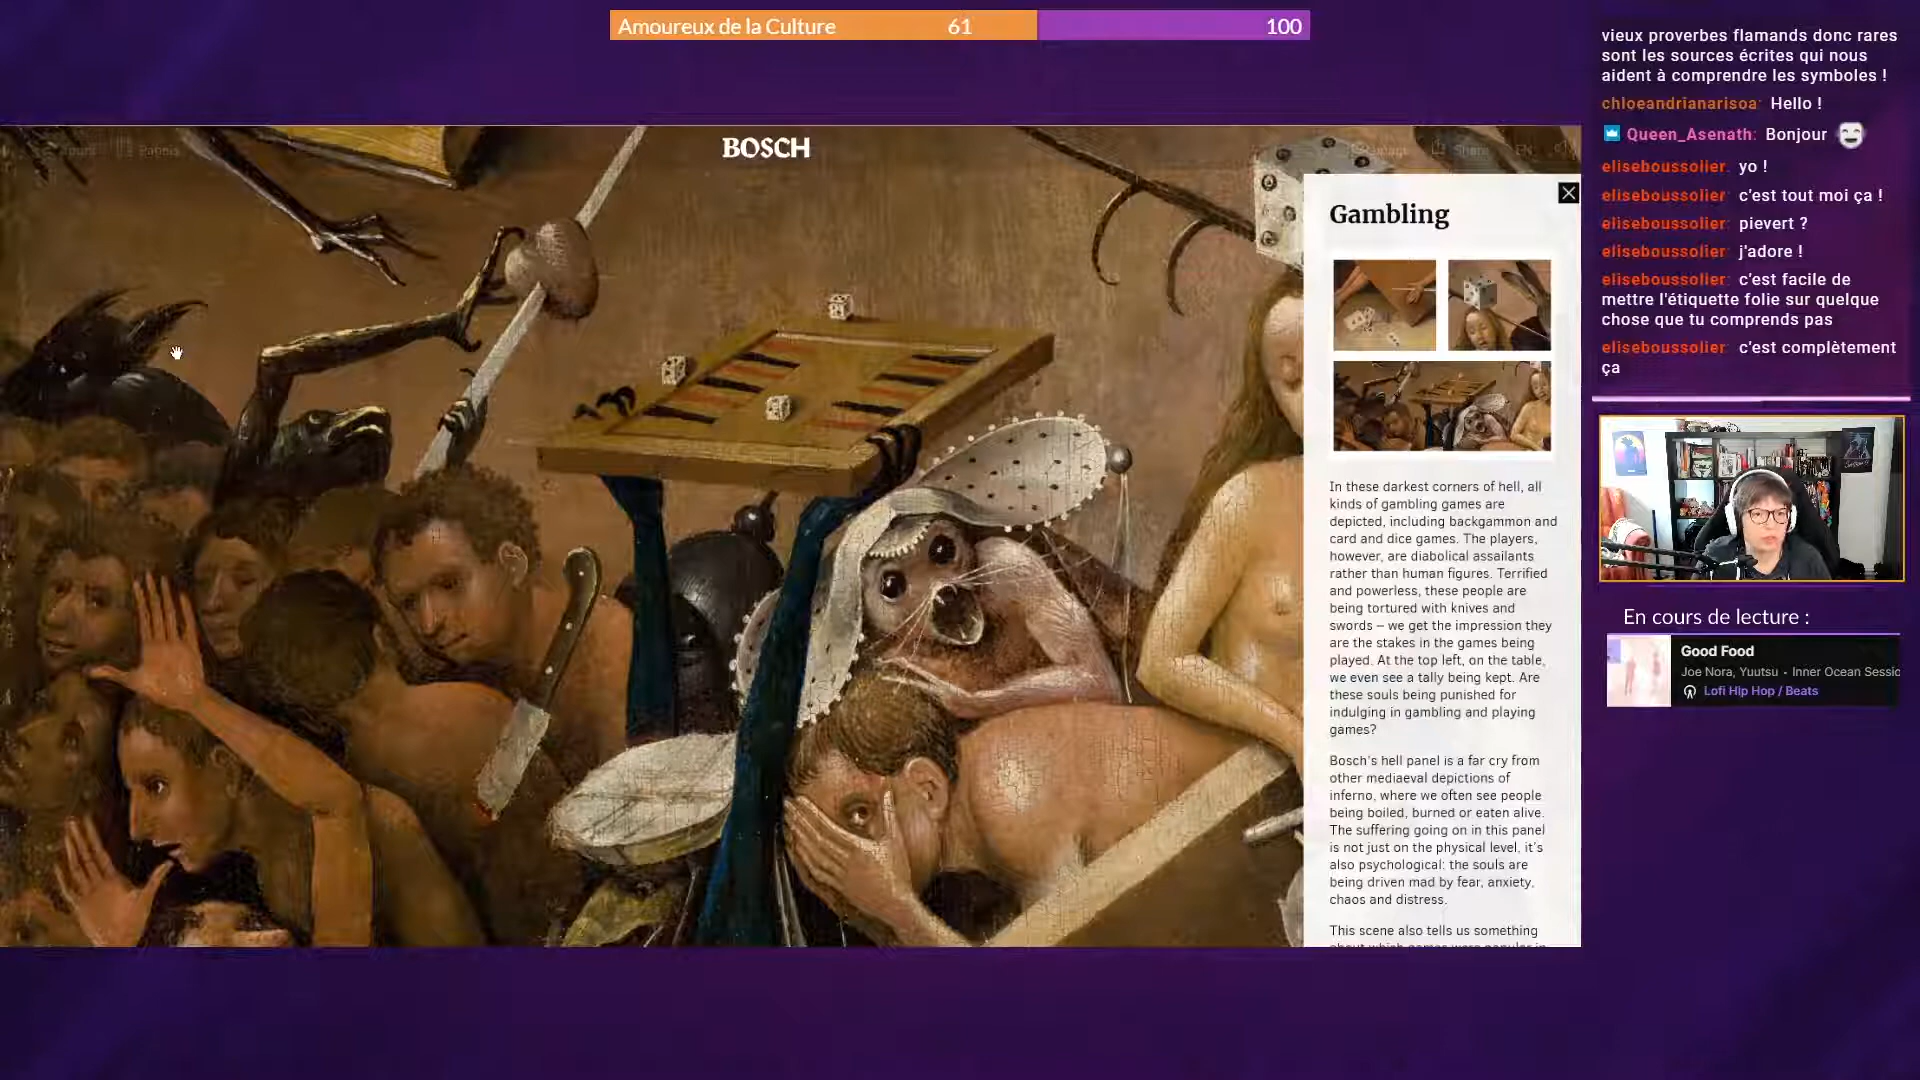 Amoureux de la Culture 61 100
BOSCH
Pannis
Share
EN
Gambling
In these darkest corners of hell, all
kinds of gambling games are
depicted, including backgammon and
card and dice games. The players,
however, are diabolical assailants
rather than human figures. Terrified
and powerless, these people are
being tortured with knives and
swords – we get the impression they
are the stakes in the games being
played. At the top left, on the table,
we even see a tally being kept. Are
these souls being punished for
indulging in gambling and playing
games?
Bosch's hell panel is a far cry from
other mediaeval depictions of
inferno, where we often see people
being boiled, burned or eaten alive.
The suffering going on in this panel
is not just on the physical level, it's
also psychological: the souls are
being driven mad by fear, anxiety,
chaos and distress.
This scene also tells us something
vieux proverbes flamands donc rares
sont les sources écrites qui nous
aident à comprendre les symboles !
chloeandrianarisoa: Hello !
Queen_Asenath: Bonjour
eliseboussolier: yo !
eliseboussolier: c'est tout moi ça !
eliseboussolier: pievert ?
eliseboussolier: j'adore !
eliseboussolier: c'est facile de
mettre l'étiquette folie sur quelque
chose que tu comprends pas
eliseboussolier: c'est complètement
ça
En cours de lecture :
Good Food
Joe Nora, Yuutsu • Inner Ocean Sessio
Lofi Hip Hop / Beats